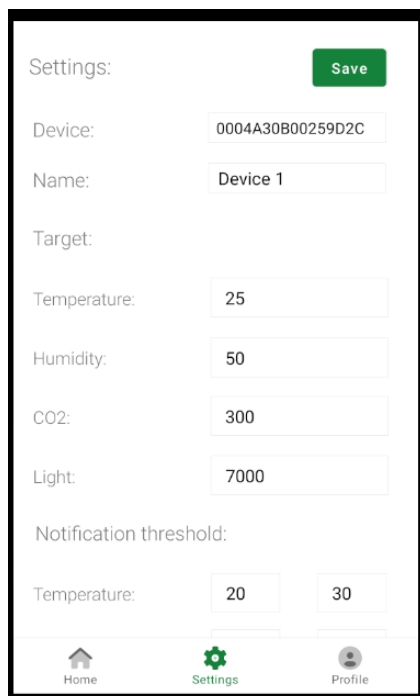 Settings: Save
Device: 0004A30B00259D2C
Name: Device 1
Target:
Temperature: 25
Humidity: 50
CO2: 300
Light: 7000
Notification threshold:
Temperature: 20 30
Home Settings Profile